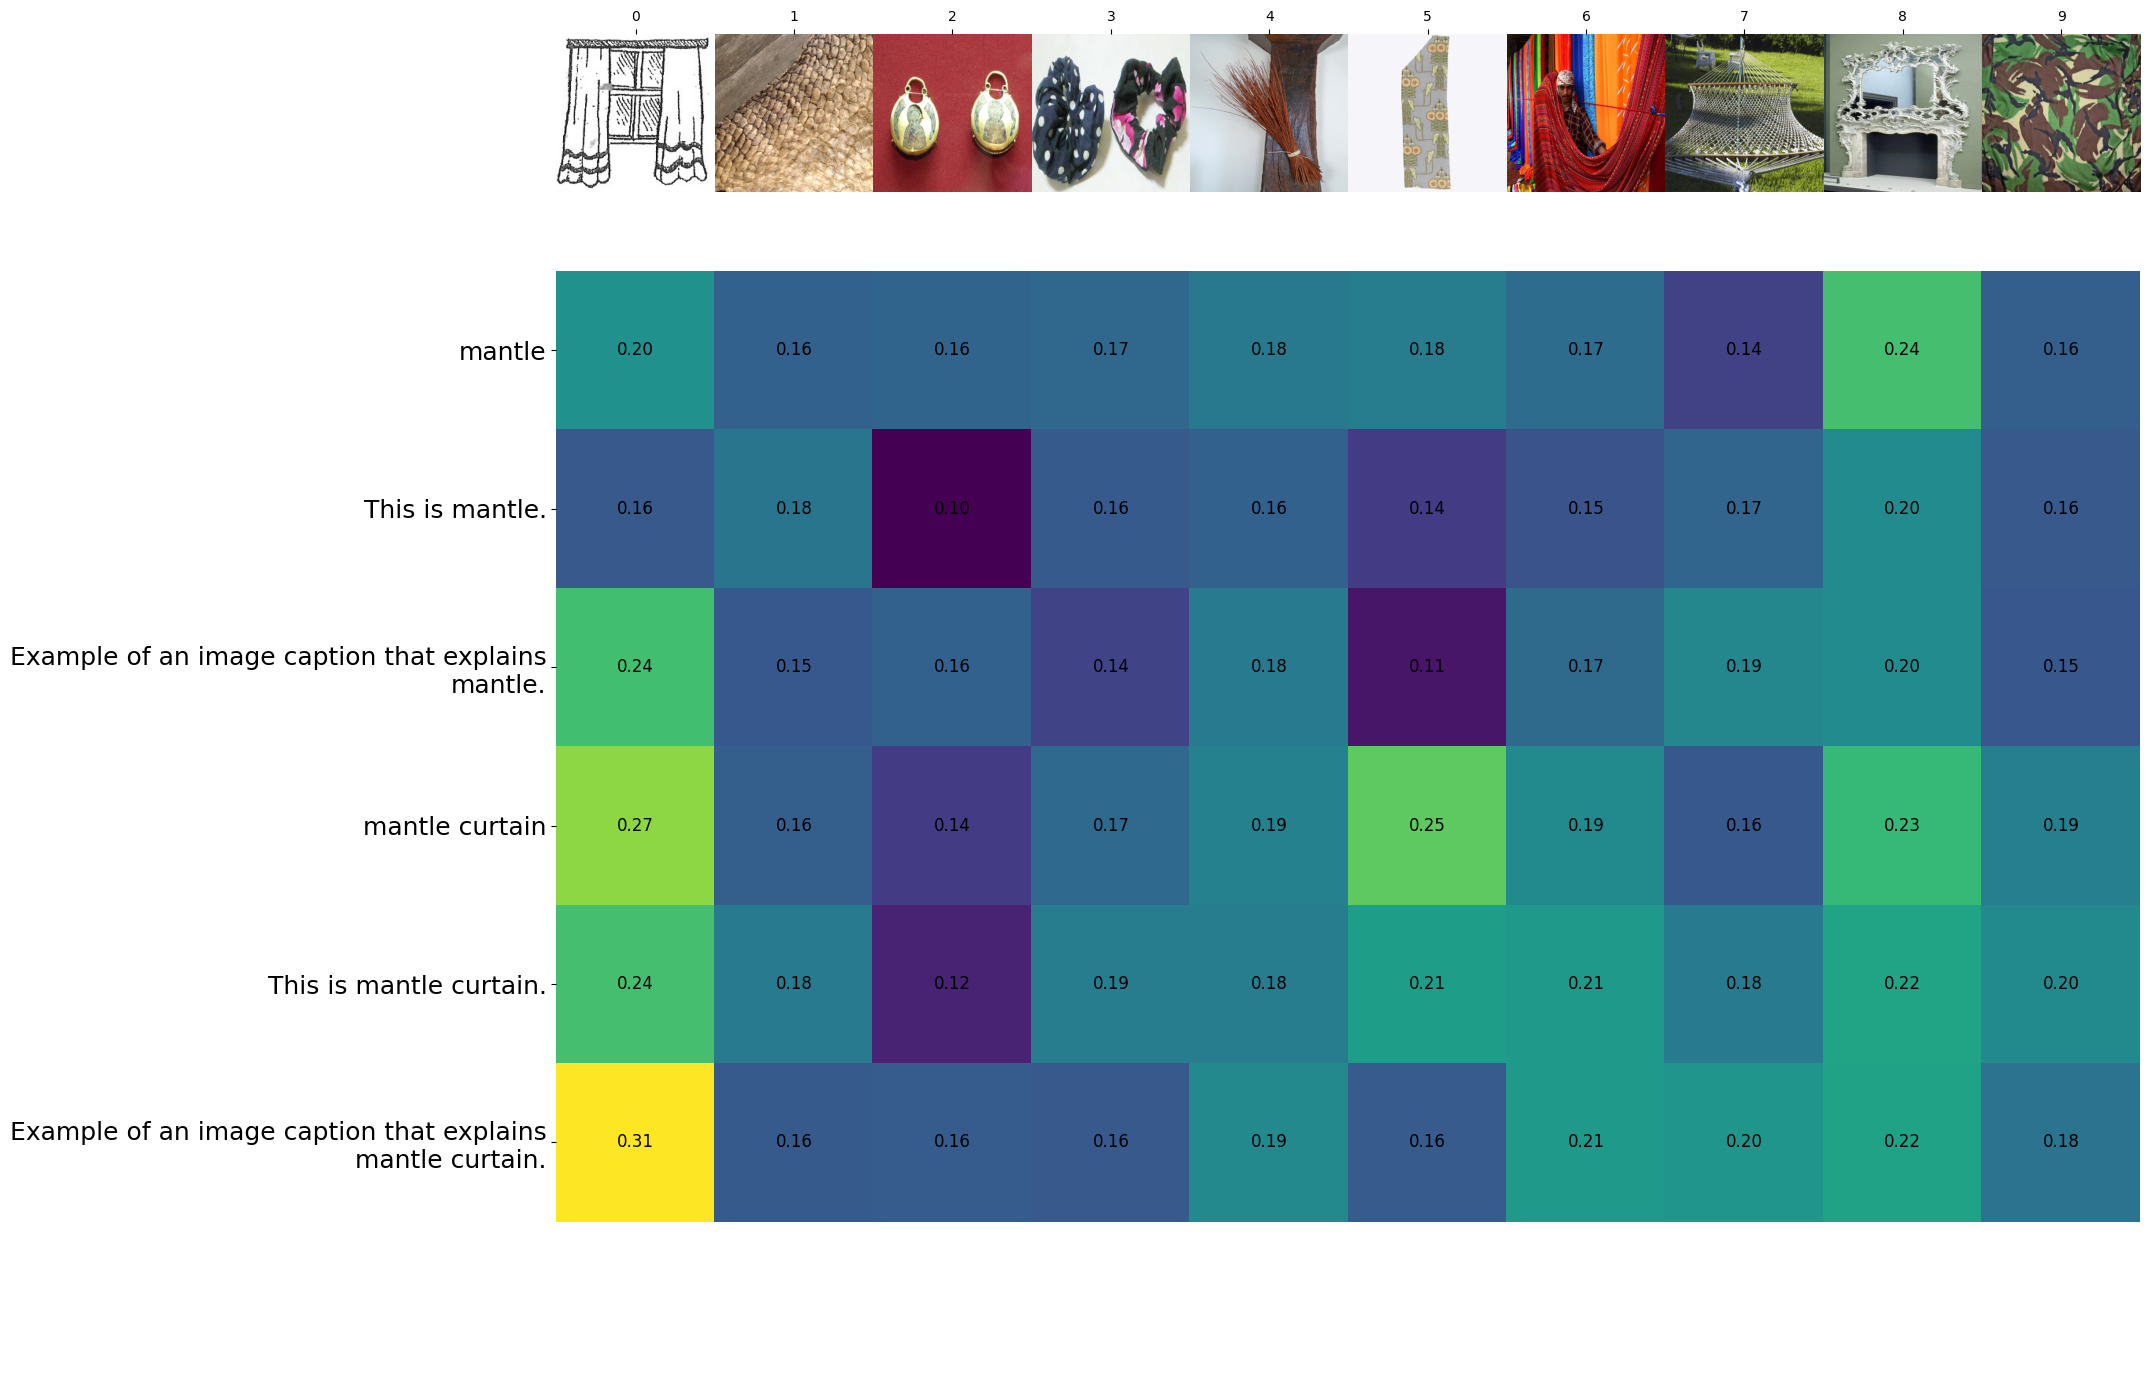 0 1 2 3 4 5 6 7 8 9
mantle 0.20 0.16 0.16 0.17 0.18 0.18 0.17 0.14 0.24 0.16
This is mantle. 0.16 0.18 0.10 0.16 0.16 0.14 0.15 0.17 0.20 0.16
Example of an image caption that explains
mantle. 0.24 0.15 0.16 0.14 0.18 0.11 0.17 0.19 0.20 0.15
mantle curtain 0.27 0.16 0.14 0.17 0.19 0.25 0.19 0.16 0.23 0.19
This is mantle curtain. 0.24 0.18 0.12 0.19 0.18 0.21 0.21 0.18 0.22 0.20
Example of an image caption that explains
mantle curtain. 0.31 0.16 0.16 0.16 0.19 0.16 0.21 0.20 0.22 0.18